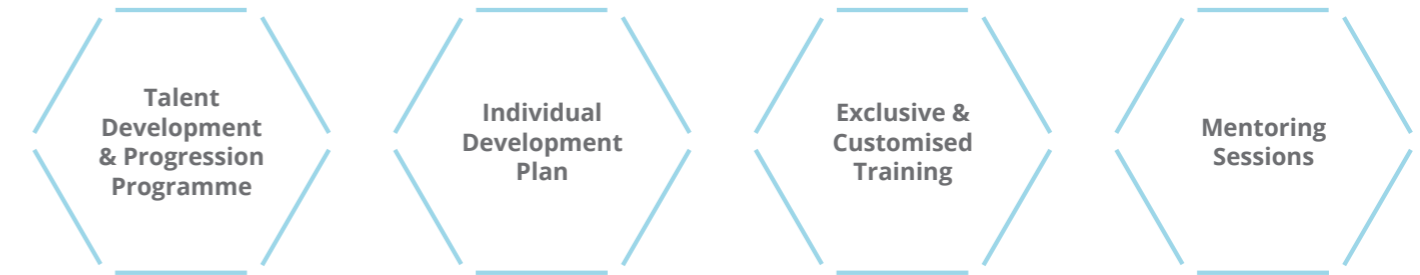 Talent
Development
& Progression
Programme
Individual
Development
Plan
Exclusive &
Customised
Training
Mentoring
Sessions